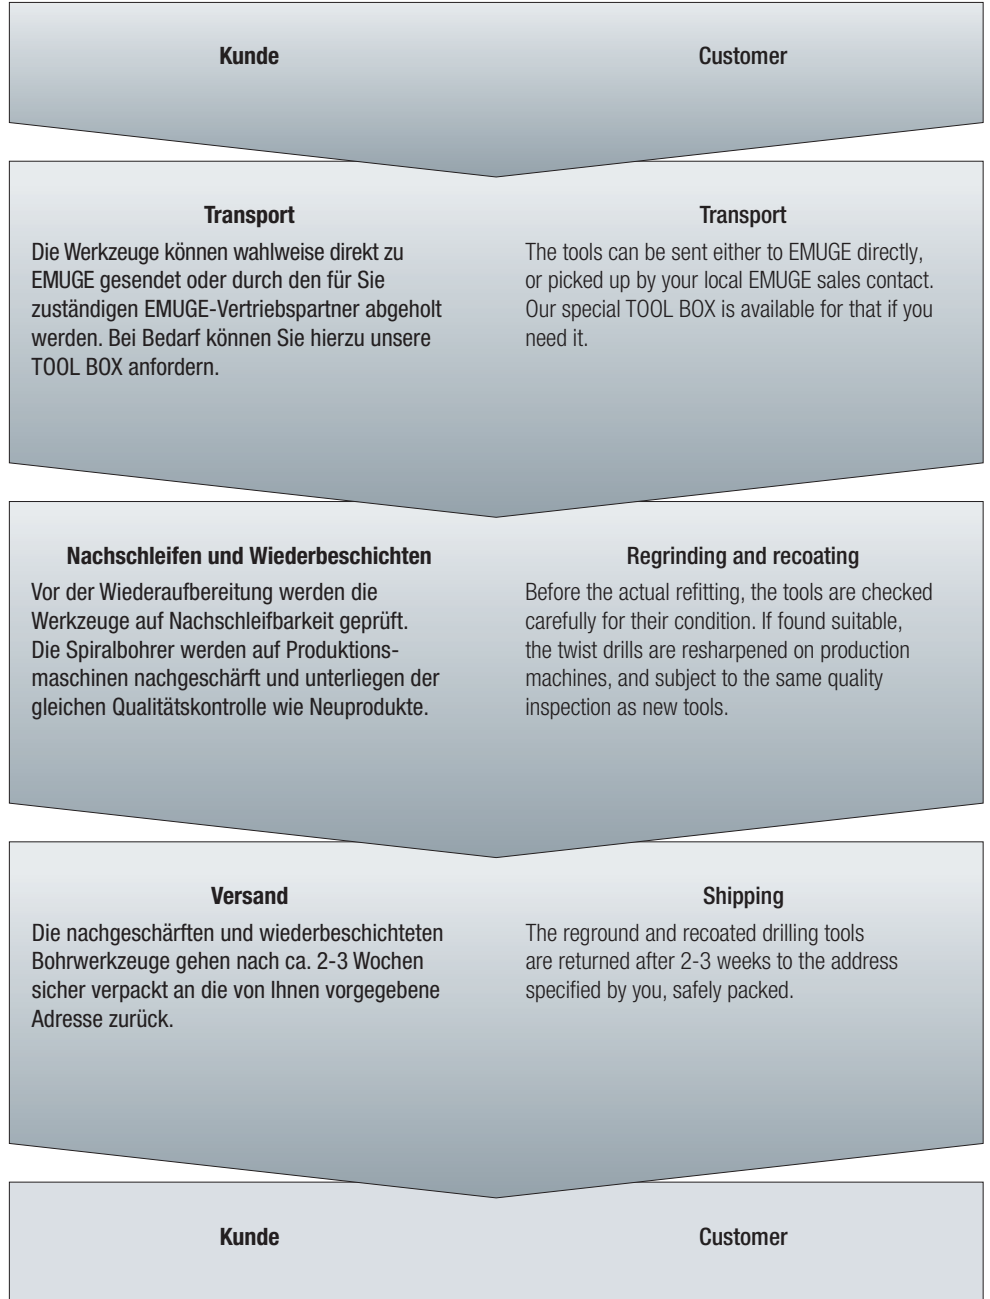 Kunde
Customer
Transport
Die Werkzeuge können wahlweise direkt zu
EMUGE gesendet oder durch den für Sie
zuständigen EMUGE-Vertriebspartner abgeholt
werden. Bei Bedarf können Sie hierzu unsere
TOOL BOX anfordern.
Transport
The tools can be sent either to EMUGE directly,
or picked up by your local EMUGE sales contact.
Our special TOOL BOX is available for that if you
need it.
Nachschleifen und Wiederbeschichten
Vor der Wiederaufbereitung werden die
Werkzeuge auf Nachschleifbarkeit geprüft.
Die Spiralbohrer werden auf Produktions-
maschinen nachgeschärft und unterliegen der
gleichen Qualitätskontrolle wie Neuprodukte.
Regrinding and recoating
Before the actual refitting, the tools are checked
carefully for their condition. If found suitable,
the twist drills are resharpened on production
machines, and subject to the same quality
inspection as new tools.
Versand
Die nachgeschärften und wiederbeschichteten
Bohrwerkzeuge gehen nach ca. 2-3 Wochen
sicher verpackt an die von Ihnen vorgegebene
Adresse zurück.
Shipping
The reground and recoated drilling tools
are returned after 2-3 weeks to the address
specified by you, safely packed.
Kunde
Customer